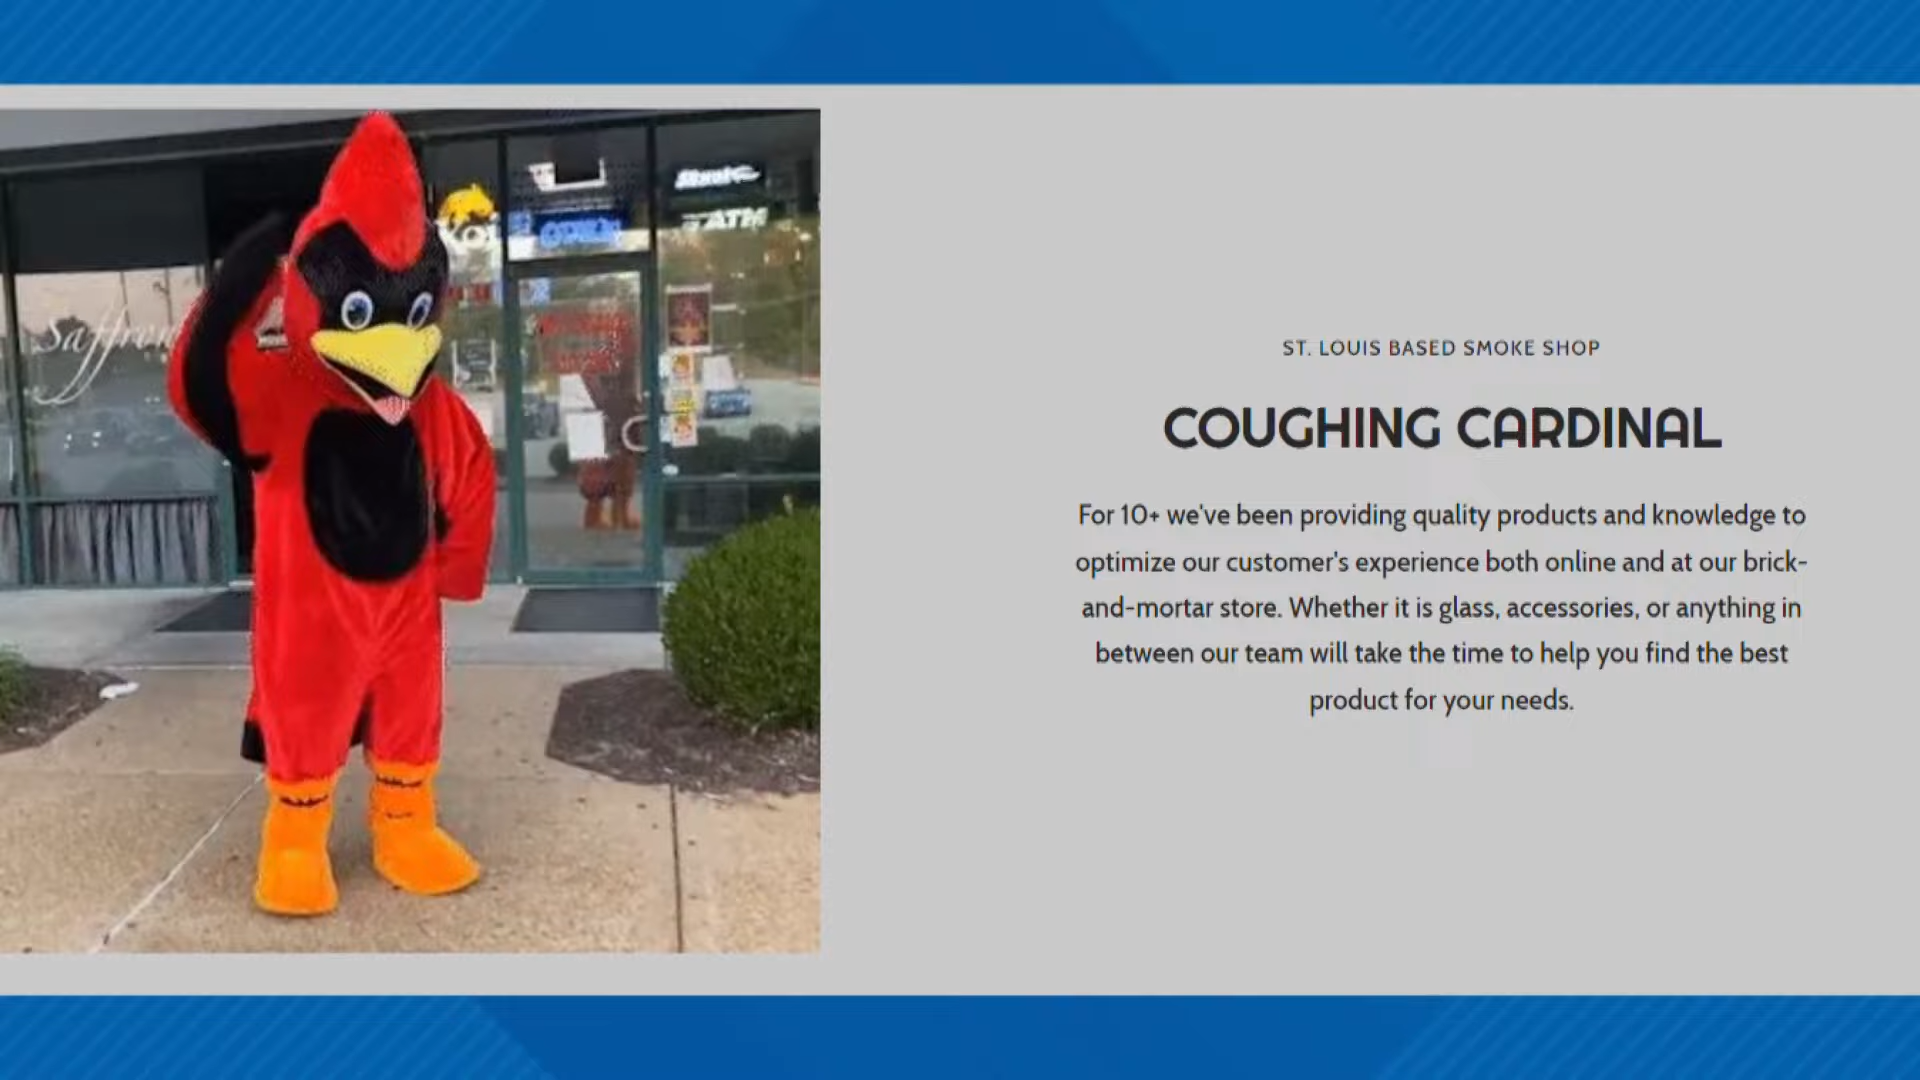 Saffron
Koi
OPEN
ATM
ST. LOUIS BASED SMOKE SHOP
COUGHING CARDINAL
For 10+ we've been providing quality products and knowledge to
optimize our customer's experience both online and at our brick-
and-mortar store. Whether it is glass, accessories, or anything in
between our team will take the time to help you find the best
product for your needs.